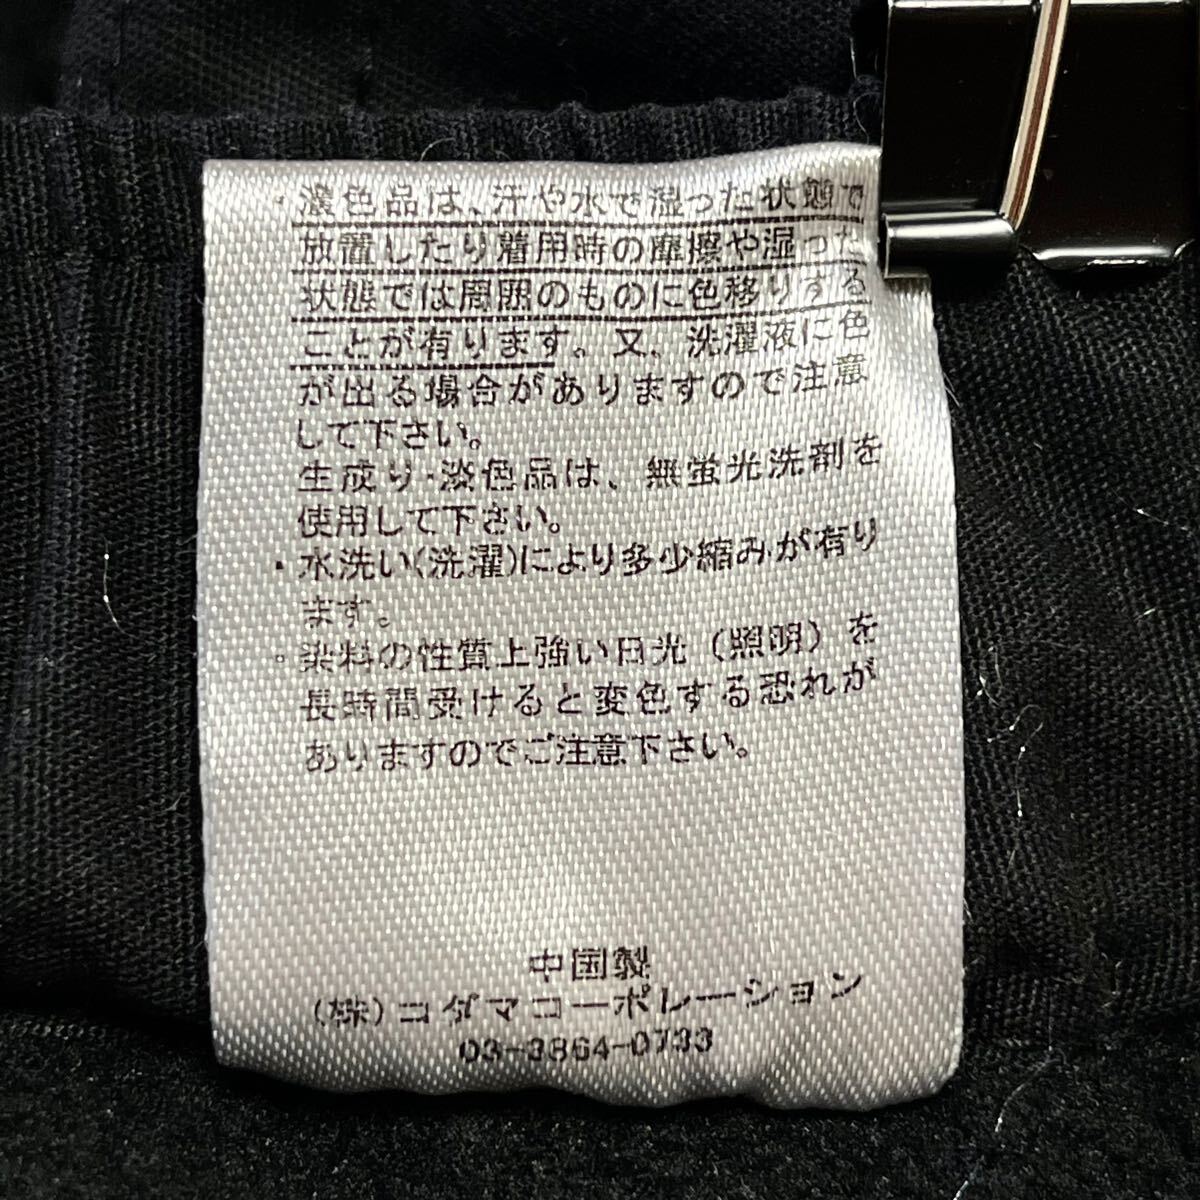 ・濃色品は、汗や水で湿った状態で
放置したり着用時の摩擦や湿った
状態では周囲のものに色移りする
ことが有ります。又、洗濯液に色
が出る場合がありますので注意
して下さい。
生成り・淡色品は、無蛍光洗剤を
使用して下さい。
・水洗い(洗濯)により多少縮みが有り
ます。
。染料の性質上強い日光(照明)を
長時間受けると変色する恐れが
ありますのでご注意下さい。
中国製
(株)コダマコーポレーション
03-3864-0733